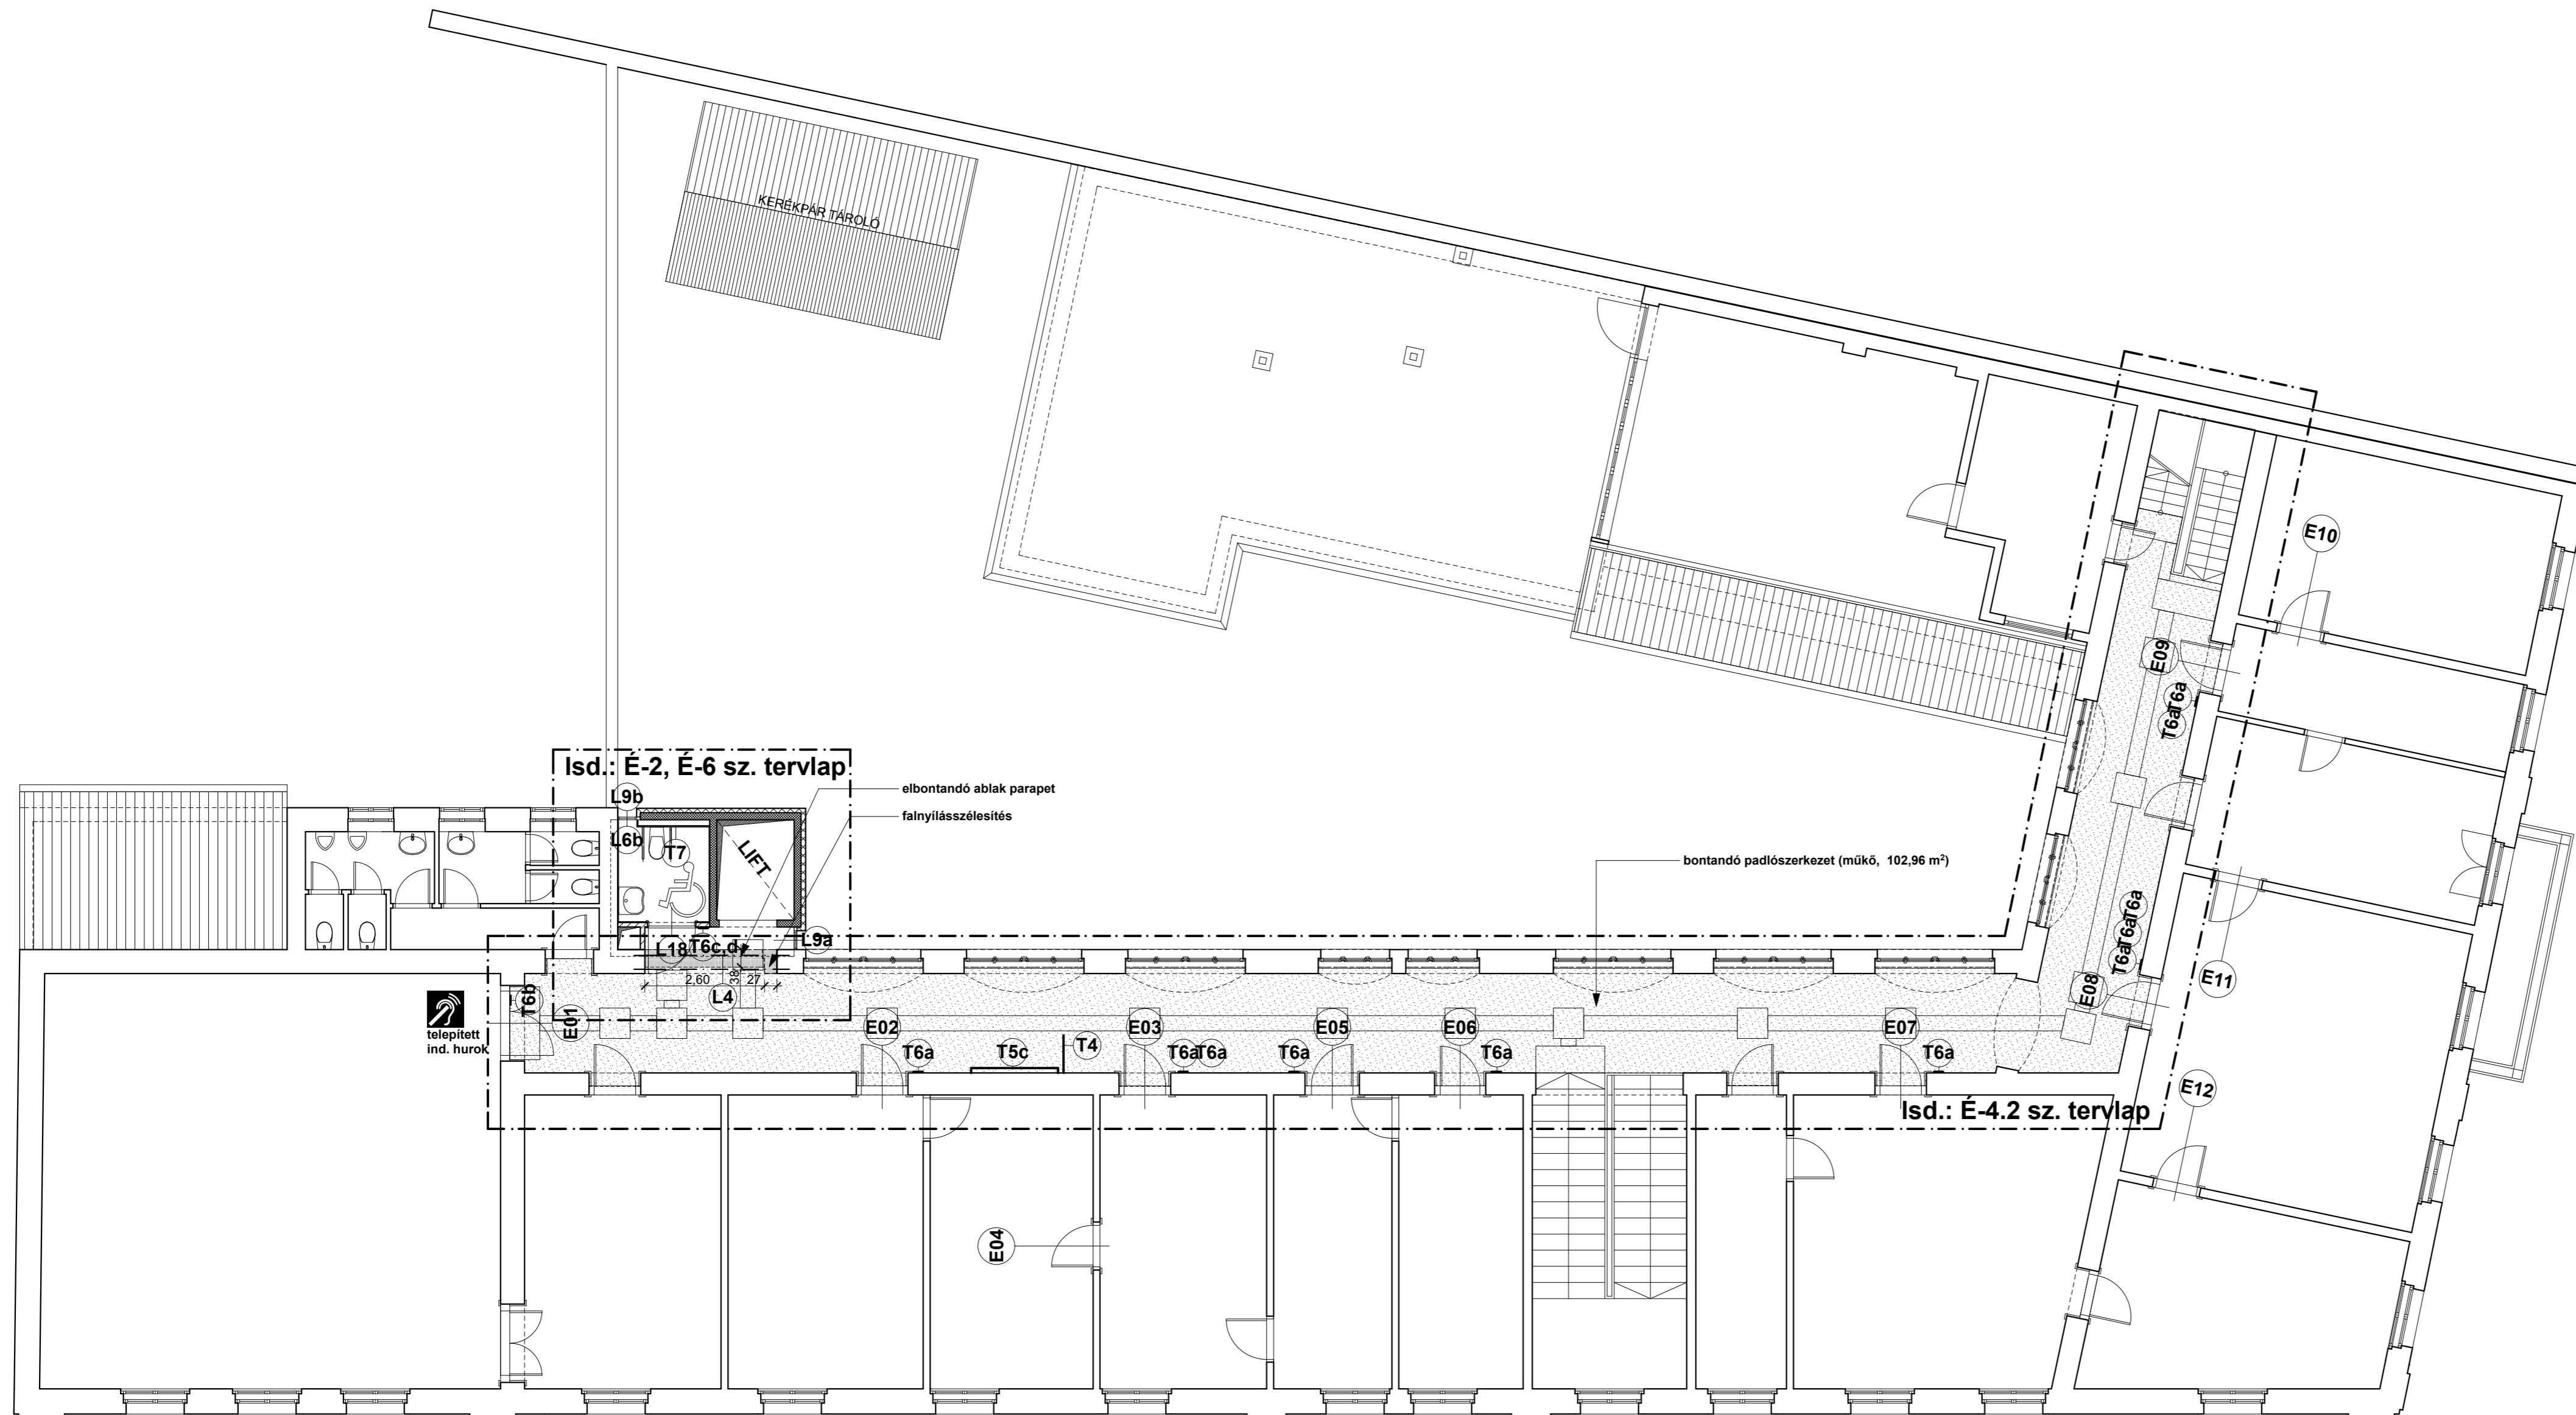 KERÉKPÁR TÁROLÓ
E10
E09
T6a
T6a
lsd.: É-2, É-6 sz. tervlap
elbontandó ablak parapet
L9b
falnyílásszélesítés
L6b
T7
LIFT
bontandó padlószerkezet (műkő, 102,96 m²)
T6a
T6a
T6a
L18
T6c,d
L9a
2,60
38
27
L4
E11
E08
T6b
telepített
ind. hurok
E01
E02
E03
E05
E06
E07
T6a
T5c
T4
T6a
T6a
T6a
T6a
T6a
E12
lsd.: É-4.2 sz. tervlap
E04